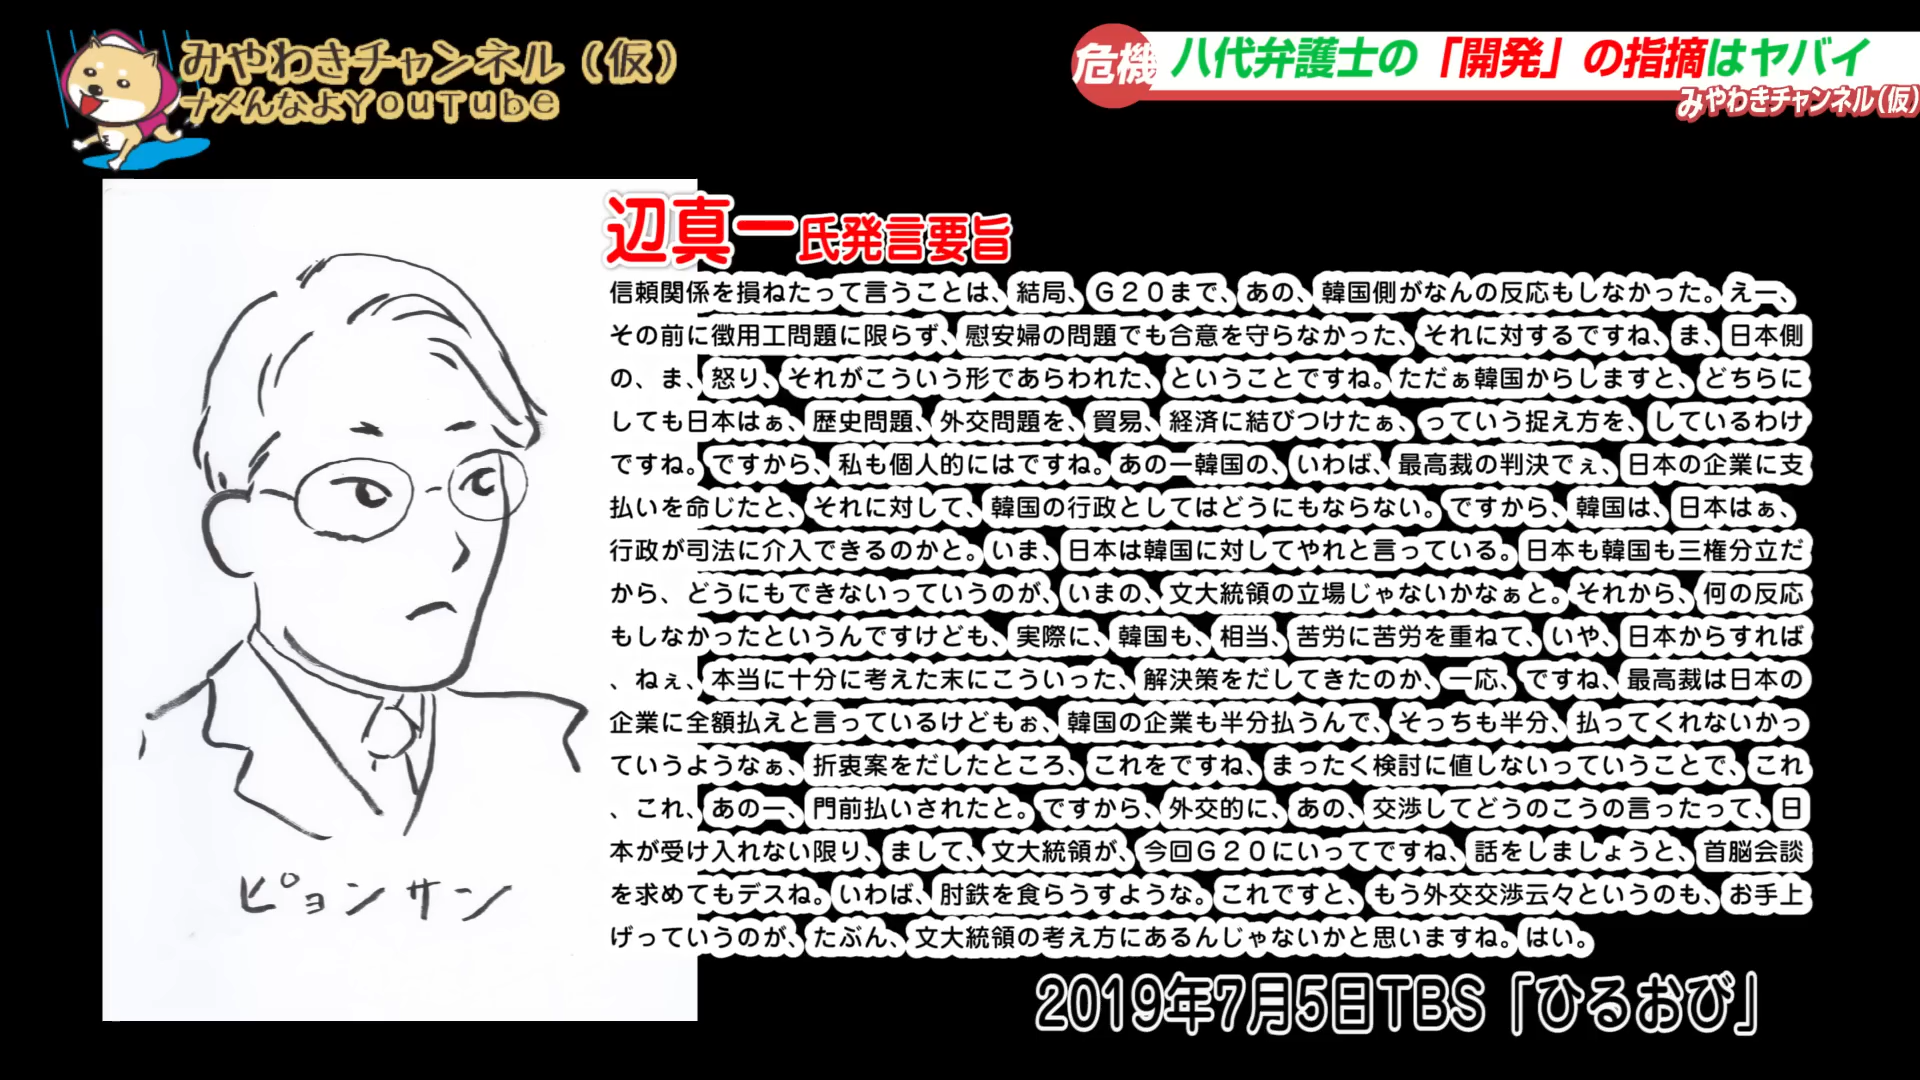 みやわきチャンネル（仮）
ナメんなよYouTube
危機
八代弁護士の「開発」の指摘はヤバイ
みやわきチャンネル（仮）
辺真一氏発言要旨
信頼関係を損ねたって言うことは、結局、Ｇ２０まで、あの、韓国側がなんの反応もしなかった。えー、
その前に徴用工問題に限らず、慰安婦の問題でも合意を守らなかった、それに対するですね、ま、日本側
の、ま、怒り、それがこういう形であらわれた、ということですね。ただぁ韓国からしますと、どちらに
しても日本はぁ、歴史問題、外交問題を、貿易、経済に結びつけたぁ、っていう捉え方を、しているわけ
ですね。ですから、私も個人的にはですね。あの一韓国の、いわば、最高裁の判決でぇ、日本の企業に支
払いを命じたと、それに対して、韓国の行政としてはどうにもならない。ですから、韓国は、日本はぁ、
行政が司法に介入できるのかと。いま、日本は韓国に対してやれと言っている。日本も韓国も三権分立だ
から、どうにもできないっていうのが、いまの、文大統領の立場じゃないかなぁと。それから、何の反応
もしなかったというんですけども、実際に、韓国も、相当、苦労に苦労を重ねて、いや、日本からすれば
、ねぇ、本当に十分に考えた末にこういった、解決策をだしてきたのか、一応、ですね、最高裁は日本の
企業に全額払えと言っているけどもぉ、韓国の企業も半分払うんで、そっちも半分、払ってくれないかっ
ていうようなぁ、折衷案をだしたところ、これをですね、まったく検討に値しないっていうことで、これ
、これ、あの一、門前払いされたと。ですから、外交的に、あの、交渉してどうのこうの言ったって、日
本が受け入れない限り、まして、文大統領が、今回Ｇ２０にいってですね、話をしましょうと、首脳会談
を求めてもデスね。いわば、肘鉄を食らうすような。これですと、もう外交交渉云々というのも、お手上
げっていうのが、たぶん、文大統領の考え方にあるんじゃないかと思いますね。はい。
ピョンサン
2019年7月5日TBS「ひるおび」